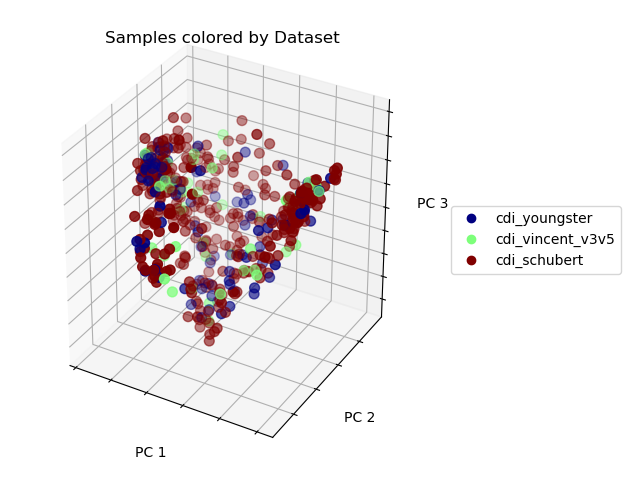 Samples colored by Dataset
PC 3
cdi_youngster
cdi_vincent_v3v5
cdi_schubert
PC 2
PC 1